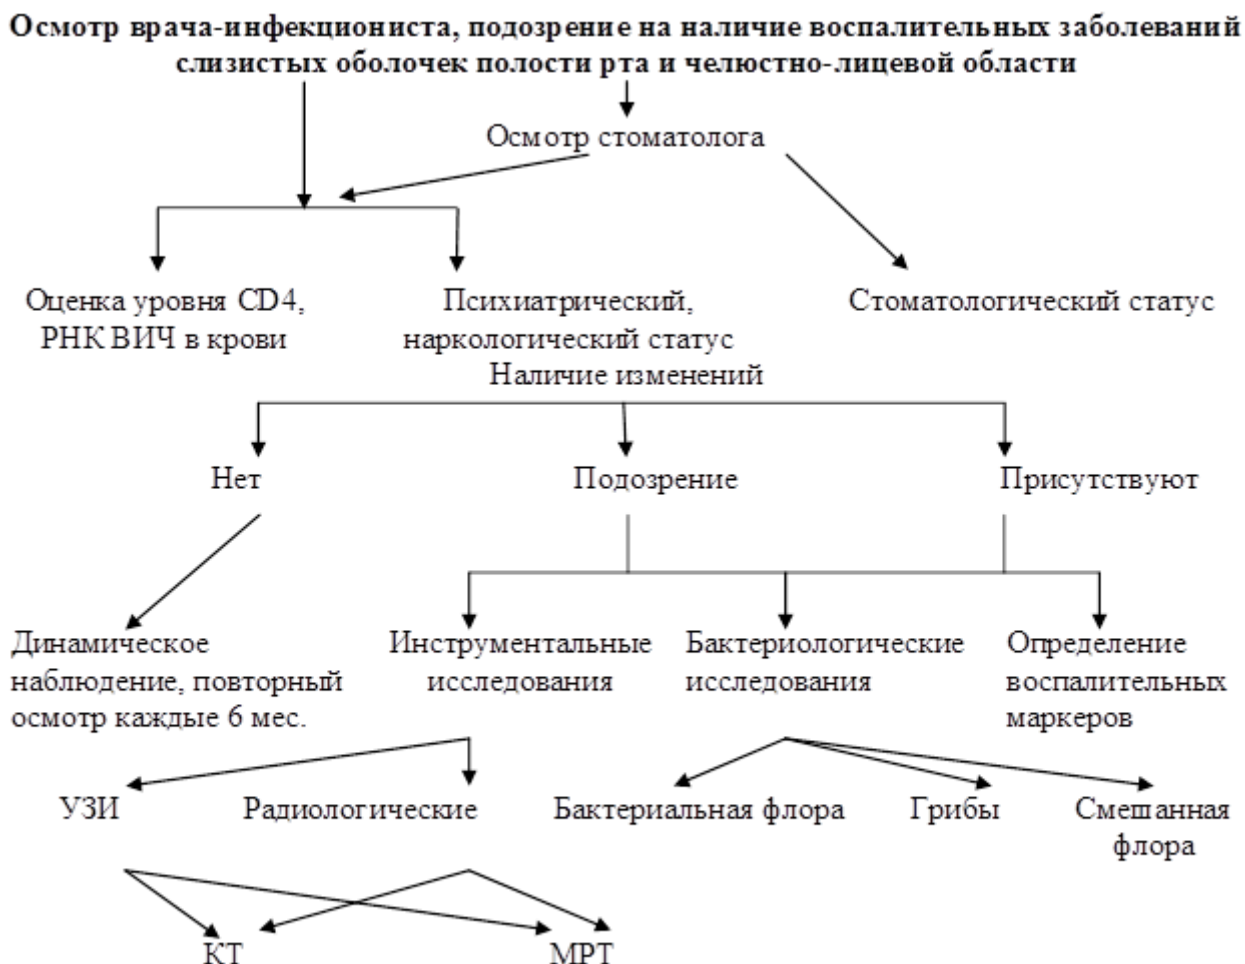 Осмотр врача-инфекциониста, подозрение на наличие воспалительных заболеваний
слизистых оболочек полости рта и челюстно-лицевой области
Осмотр стоматолога
Оценка уровня CD4,
РНК ВИЧ в крови
Психиатрический,
наркологический статус
Стоматологический статус
Наличие изменений
Нет
Подозрение
Присутствуют
Динамическое
наблюдение, повторный
осмотр каждые 6 мес.
Инструментальные
исследования
Бактериологические
исследования
Определение
воспалительных
маркеров
УЗИ
Радиологические
Бактериальная флора
Грибы
Смешанная
флора
КТ
МРТ